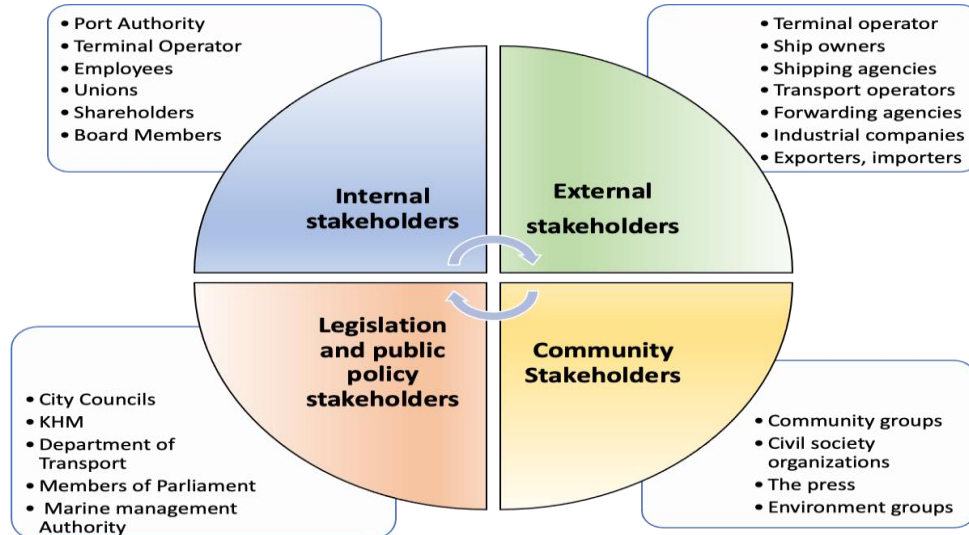 • Port Authority
• Terminal Operator
• Employees
• Unions
• Shareholders
• Board Members
• Terminal operator
• Ship owners
• Shipping agencies
• Transport operators
• Forwarding agencies
• Industrial companies
• Exporters, importers
Internal
stakeholders
External
stakeholders
Legislation
and public
policy
stakeholders
Community
Stakeholders
• City Councils
• KHM
• Department of
Transport
• Members of Parliament
• Marine management
Authority
• Community groups
• Civil society
organizations
• The press
• Environment groups